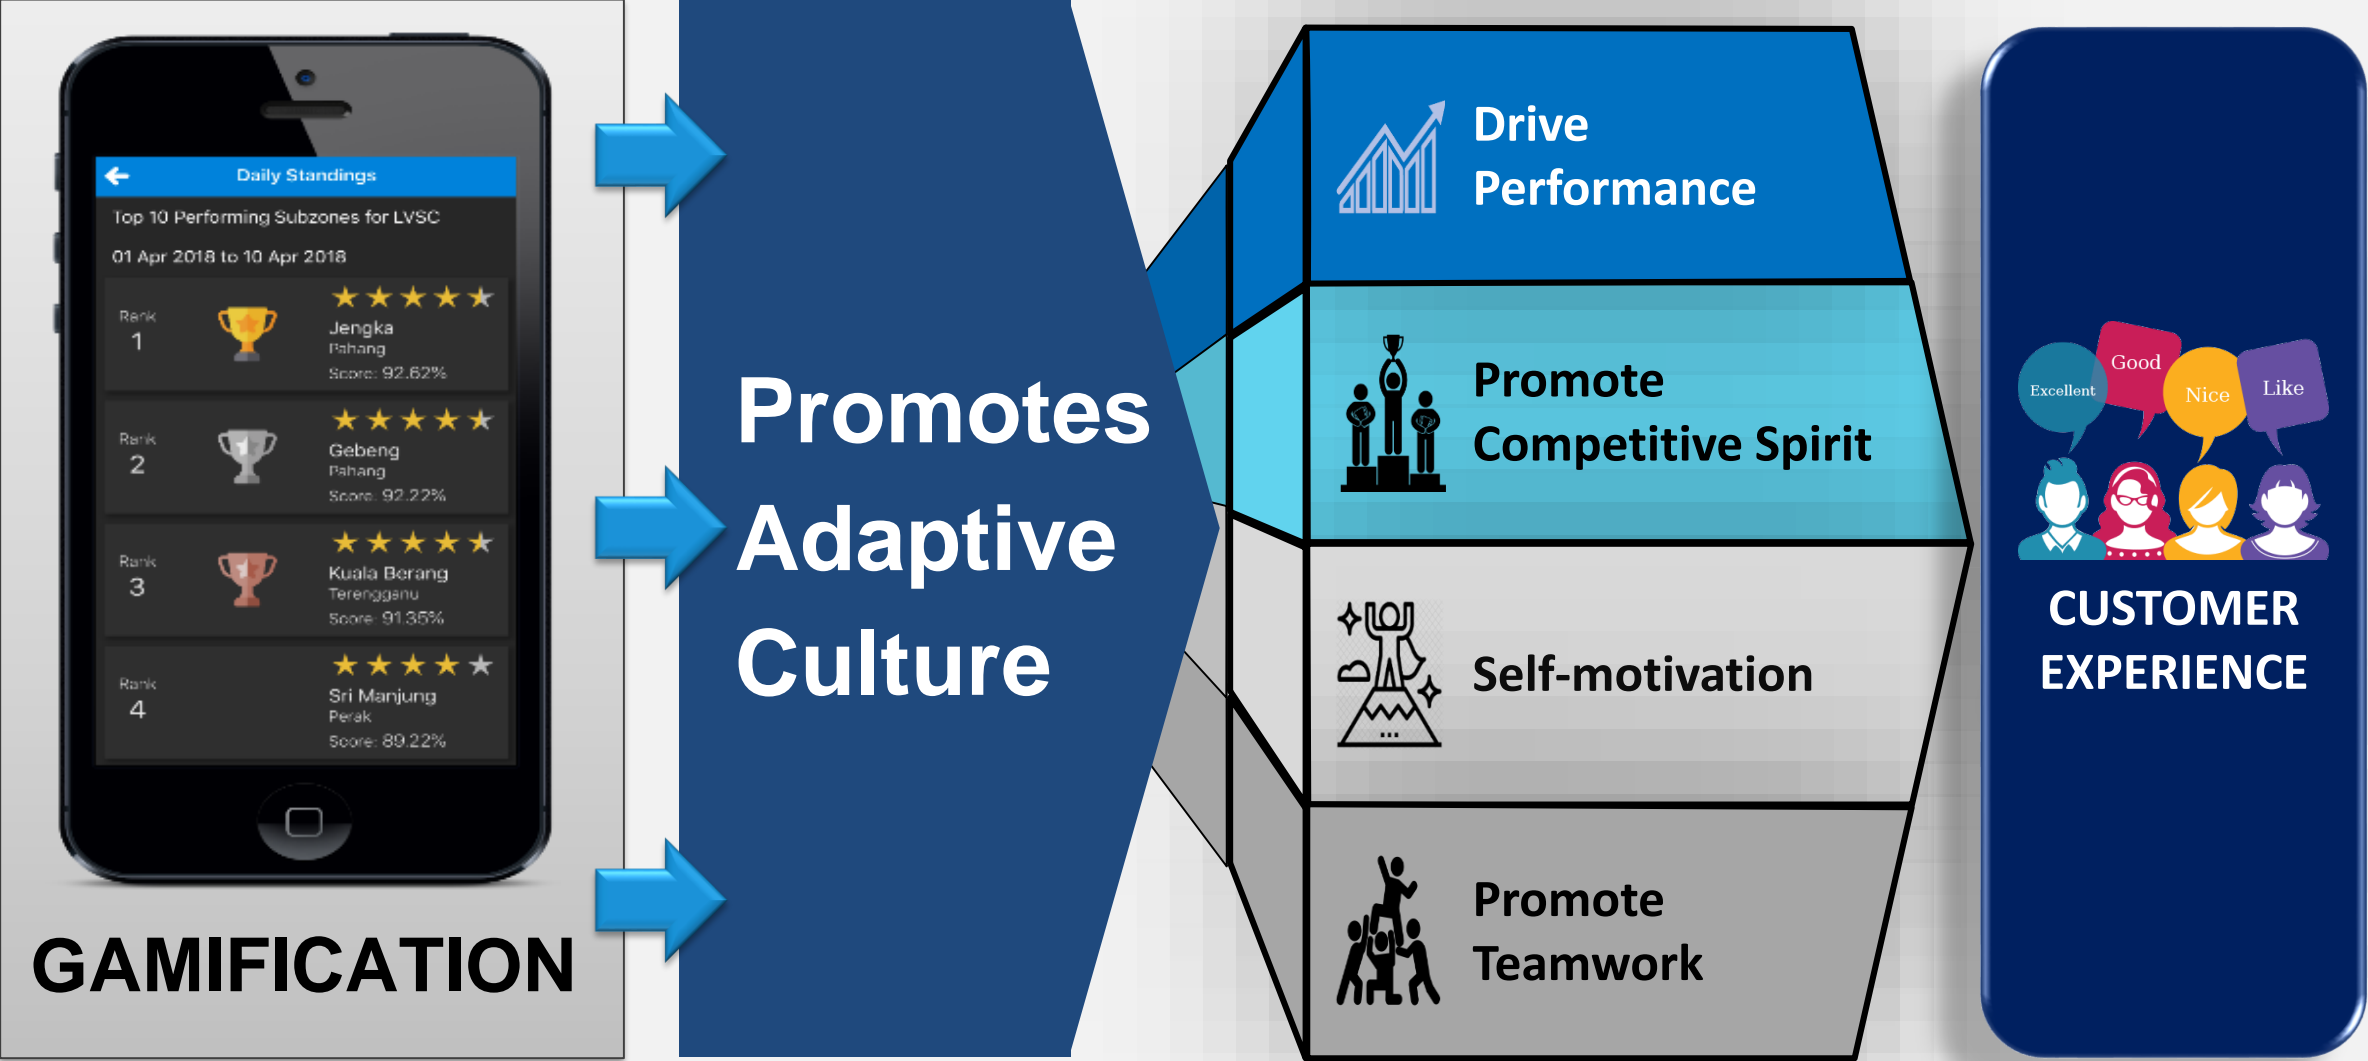 Daily Standings
Top 10 Performing Subzones for LVSC
01 Apr 2018 to 10 Apr 2018
Rank
1
Jengka
Pahang
Score: 92.62%
Rank
2
Gebeng
Pahang
Score: 92.22%
Rank
3
Kuala Berang
Terengganu
Score: 91.35%
Rank
4
Sri Manjung
Perak
Score: 89.22%
GAMIFICATION
Promotes
Adaptive
Culture
Drive
Performance
Promote
Competitive Spirit
Self-motivation
Promote
Teamwork
Excellent
Good
Nice
Like
CUSTOMER
EXPERIENCE